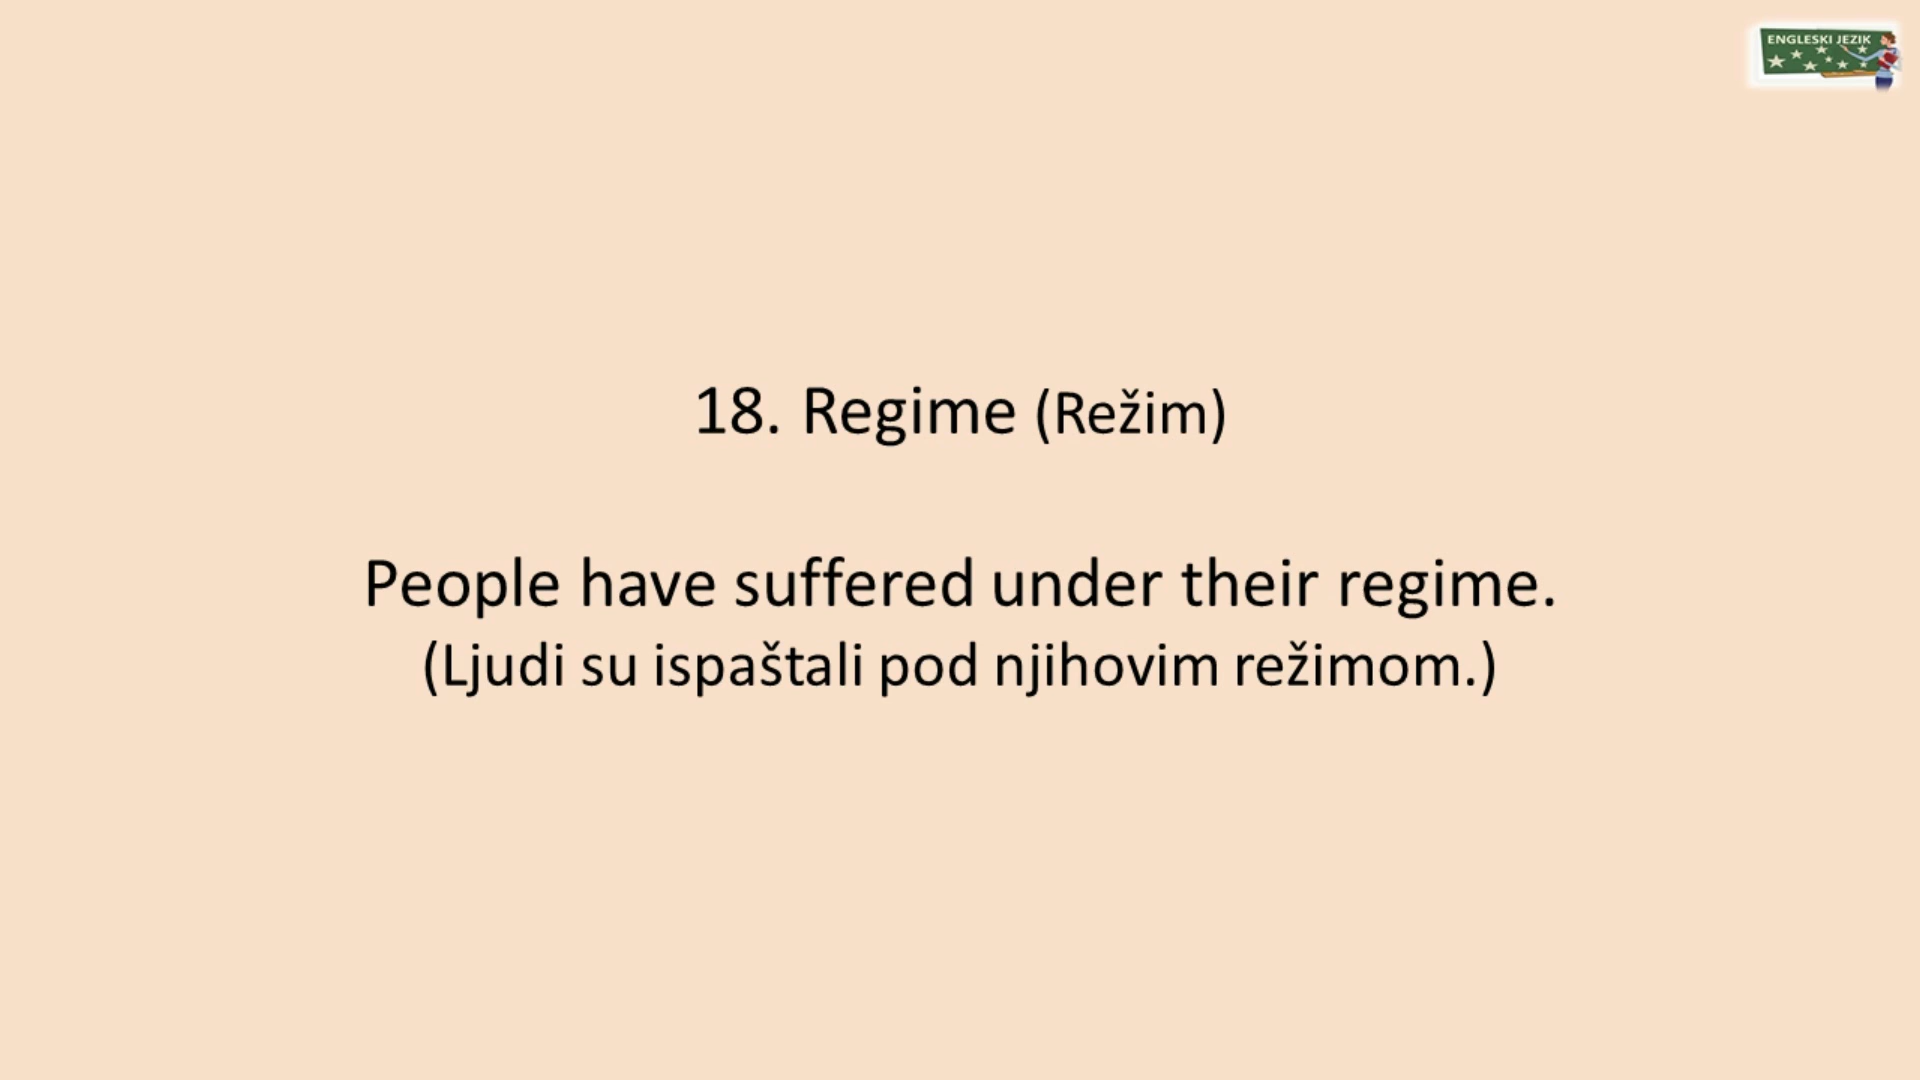 ENGLESKI JEZIK
18. Regime (Režim)
People have suffered under their regime.
(Ljudi su ispaštali pod njihovim režimom.)